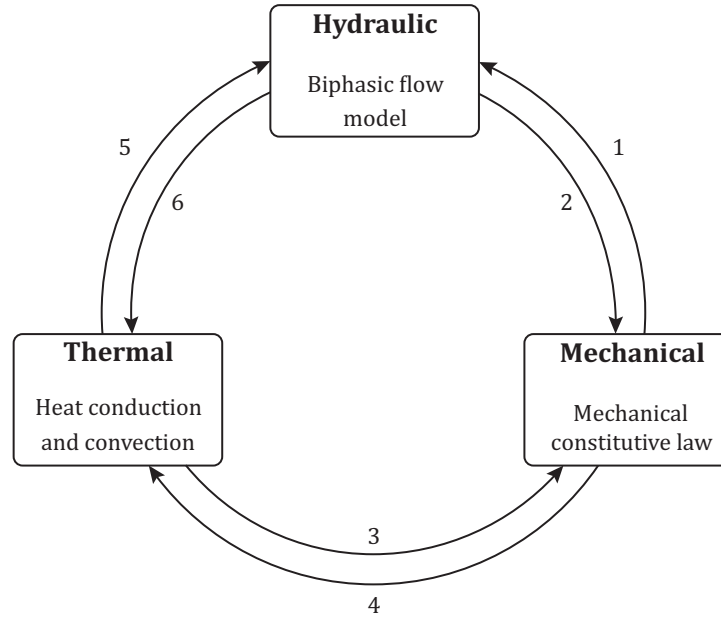 Hydraulic
Biphasic flow
model
5
1
6
2
Thermal
Heat conduction
and convection
Mechanical
Mechanical
constitutive law
3
4